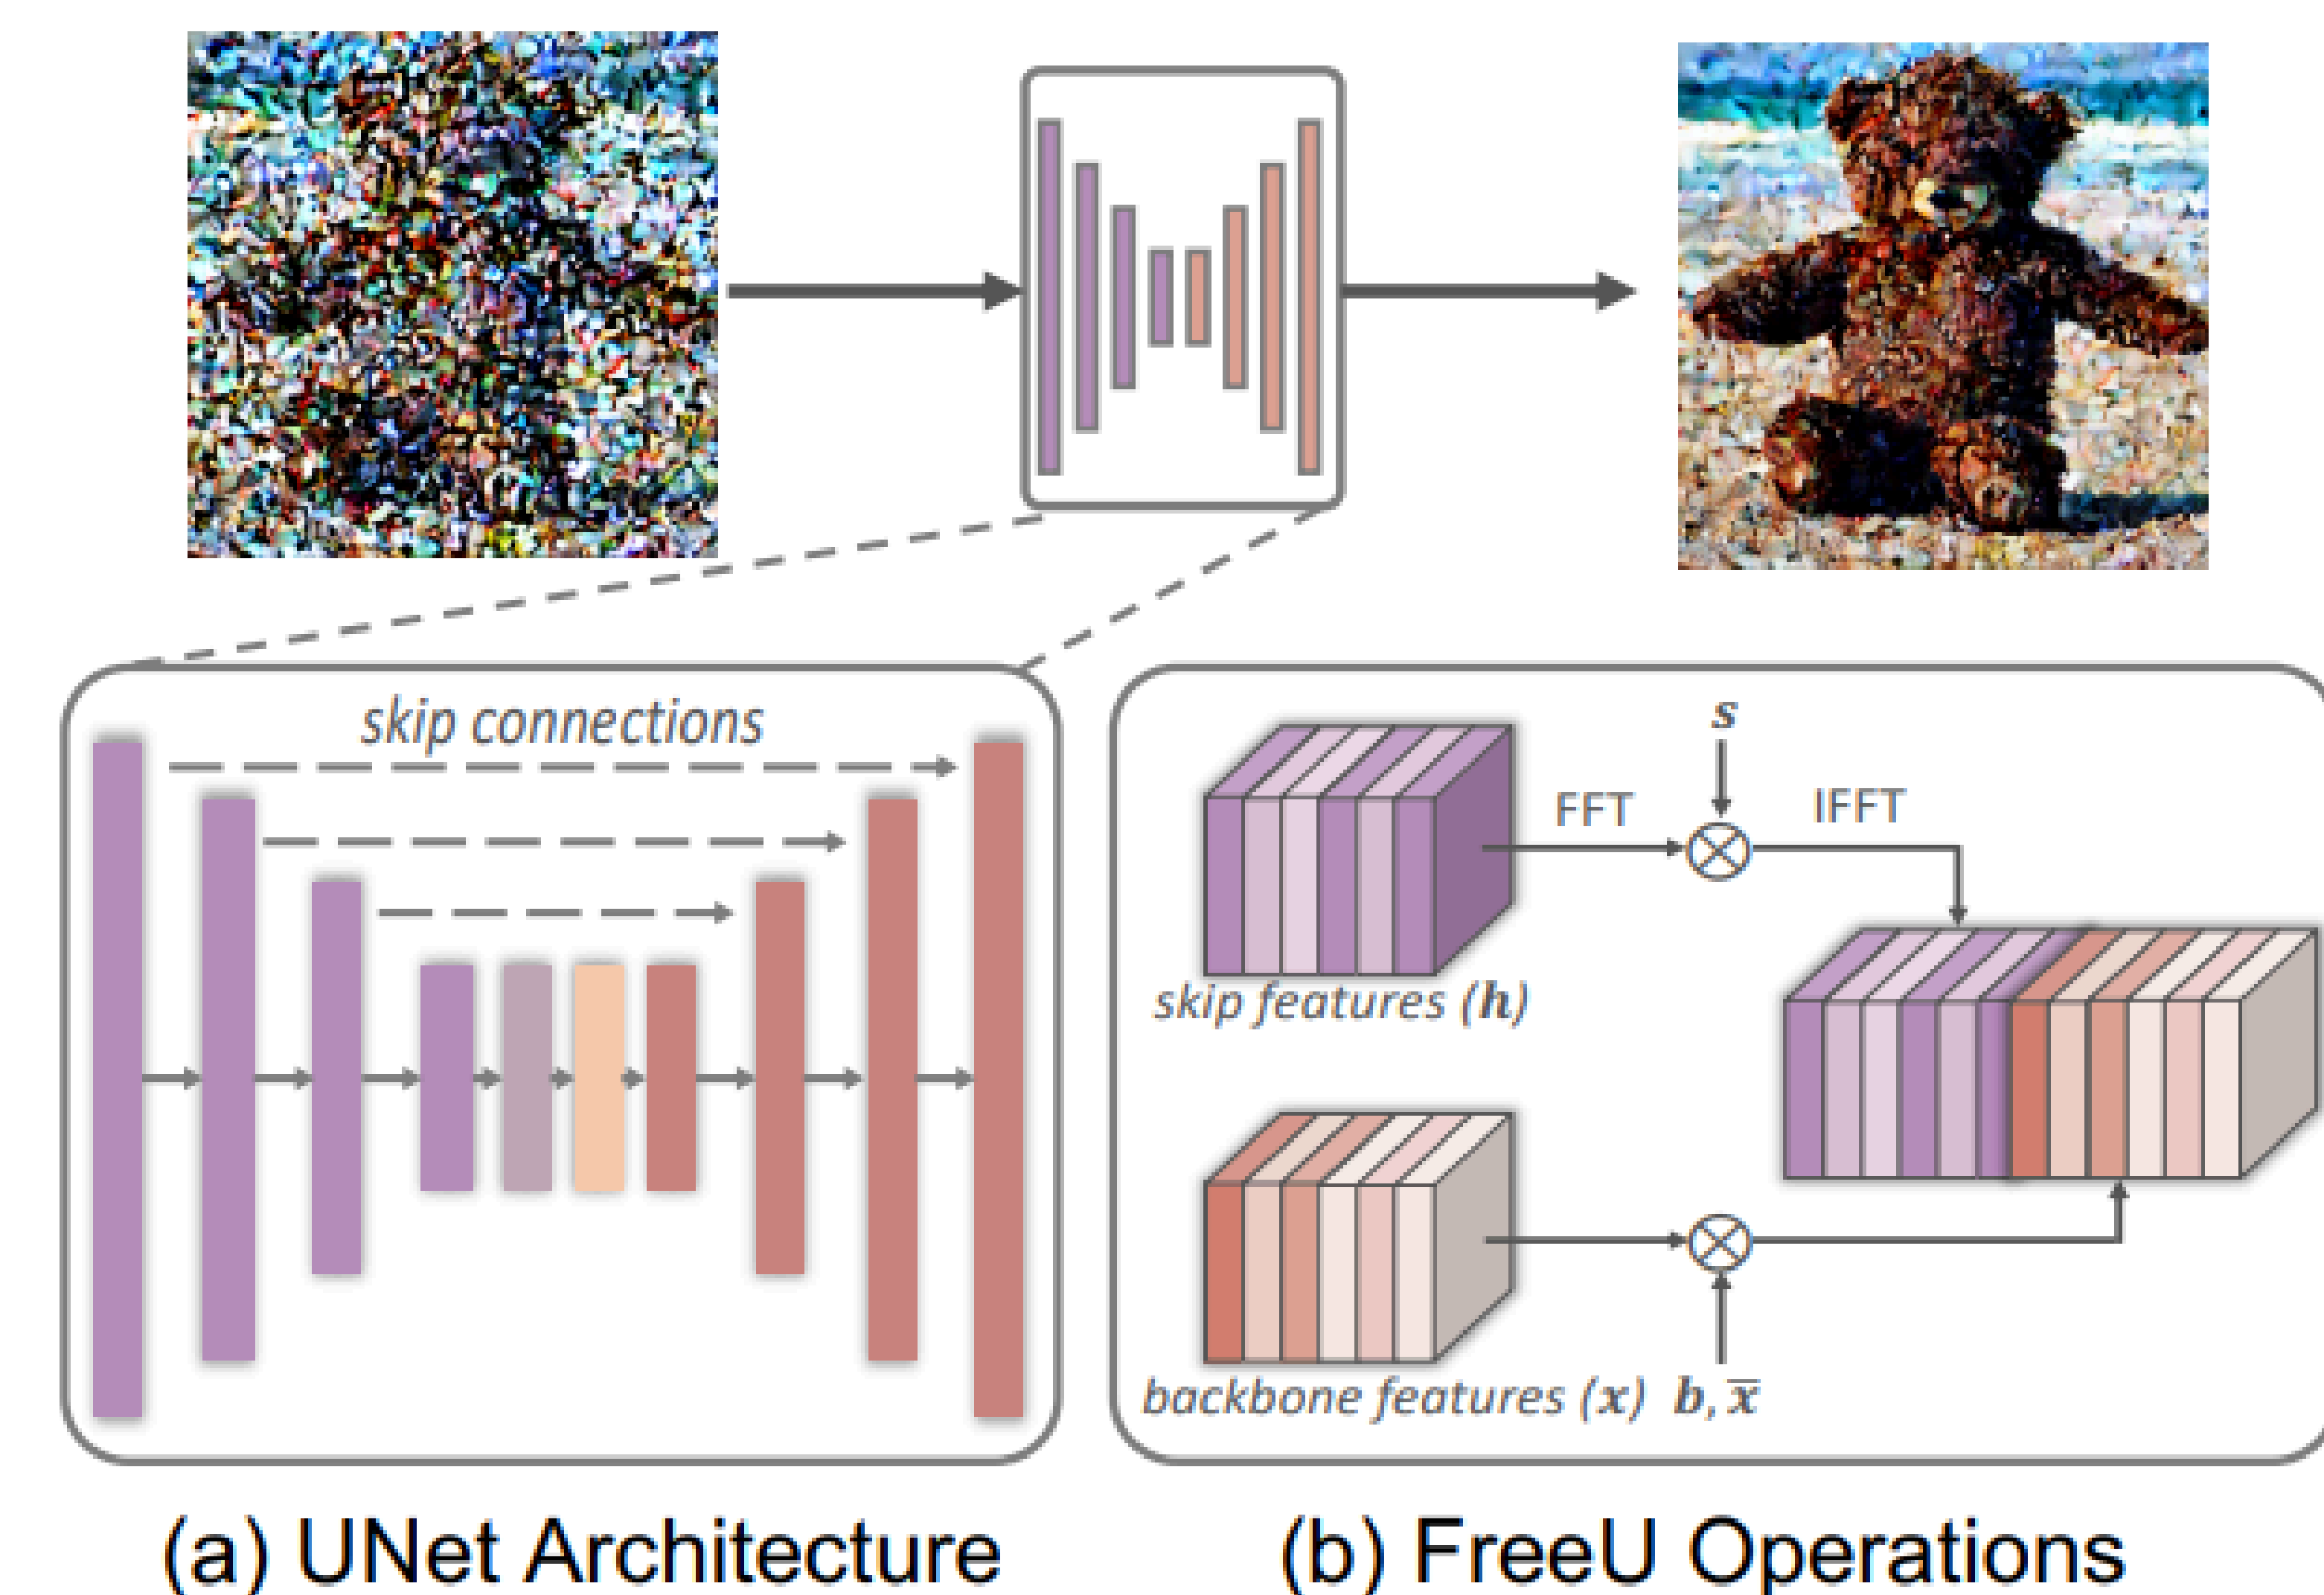 skip connections
s
FFT
IFFT
skip features (h)
backbone features (x) b, x̅
(a) UNet Architecture
(b) FreeU Operations